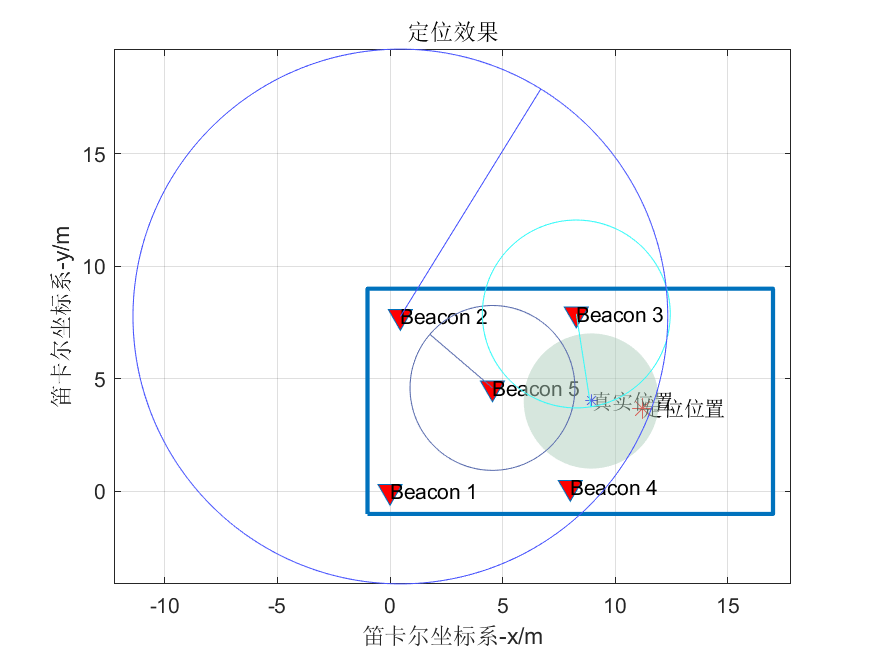 定位效果
15
10
5
0
笛卡尔坐标系-y/m
Beacon 2
Beacon 3
Beacon 5
真实位置
定位位置
Beacon 1
Beacon 4
-10
-5
0
5
10
15
笛卡尔坐标系-x/m